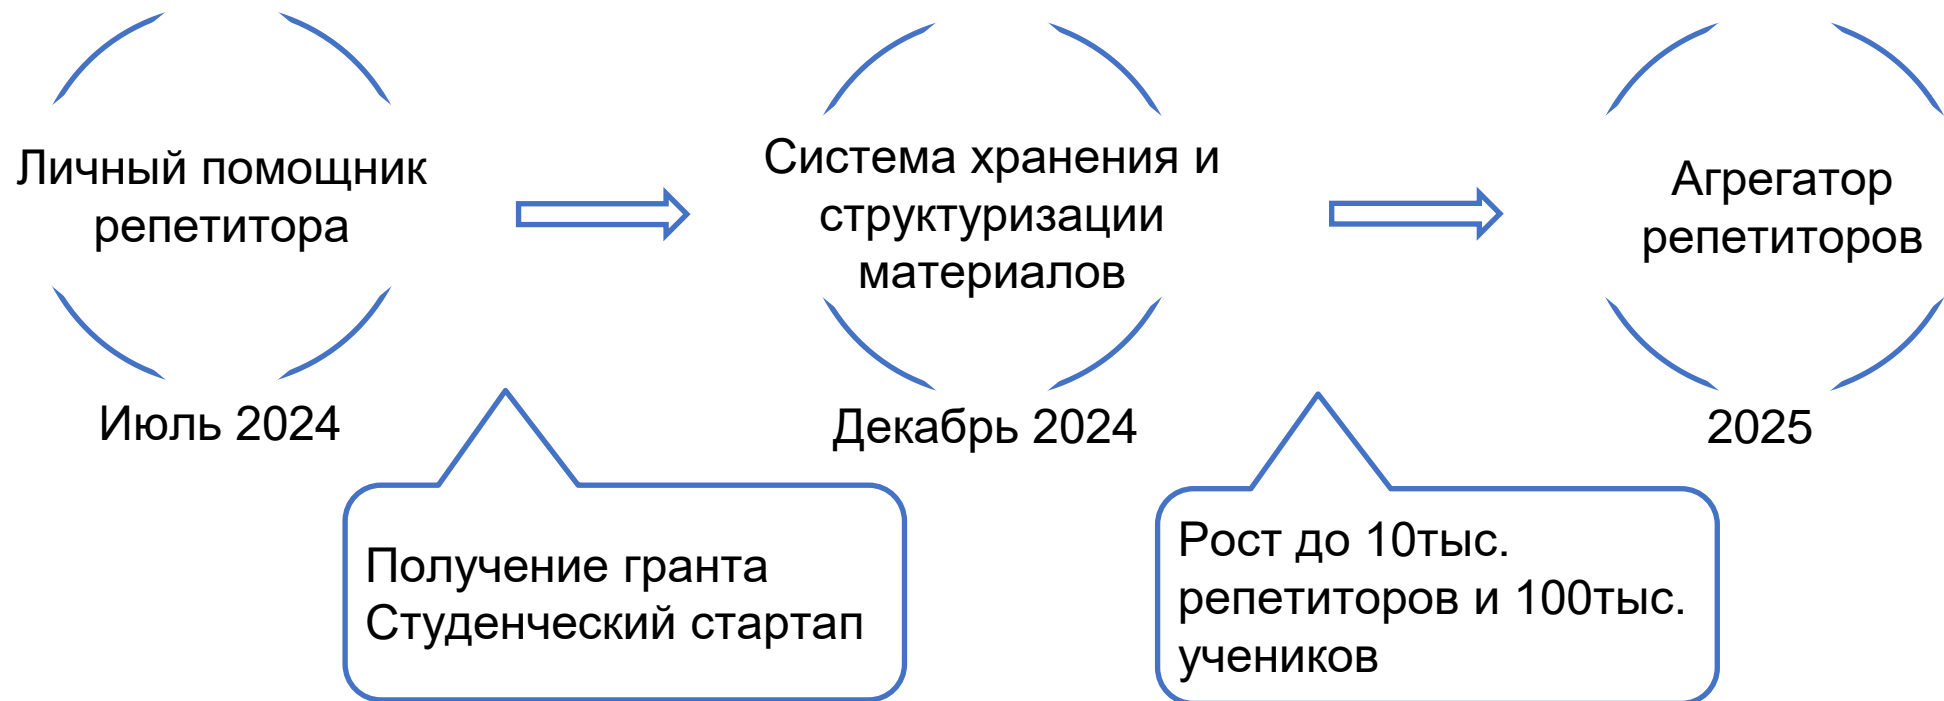 Личный помощник
репетитора
Июль 2024
Получение гранта
Студенческий стартап
Система хранения и
структуризации
материалов
Декабрь 2024
Рост до 10тыс.
репетиторов и 100тыс.
учеников
Агрегатор
репетиторов
2025